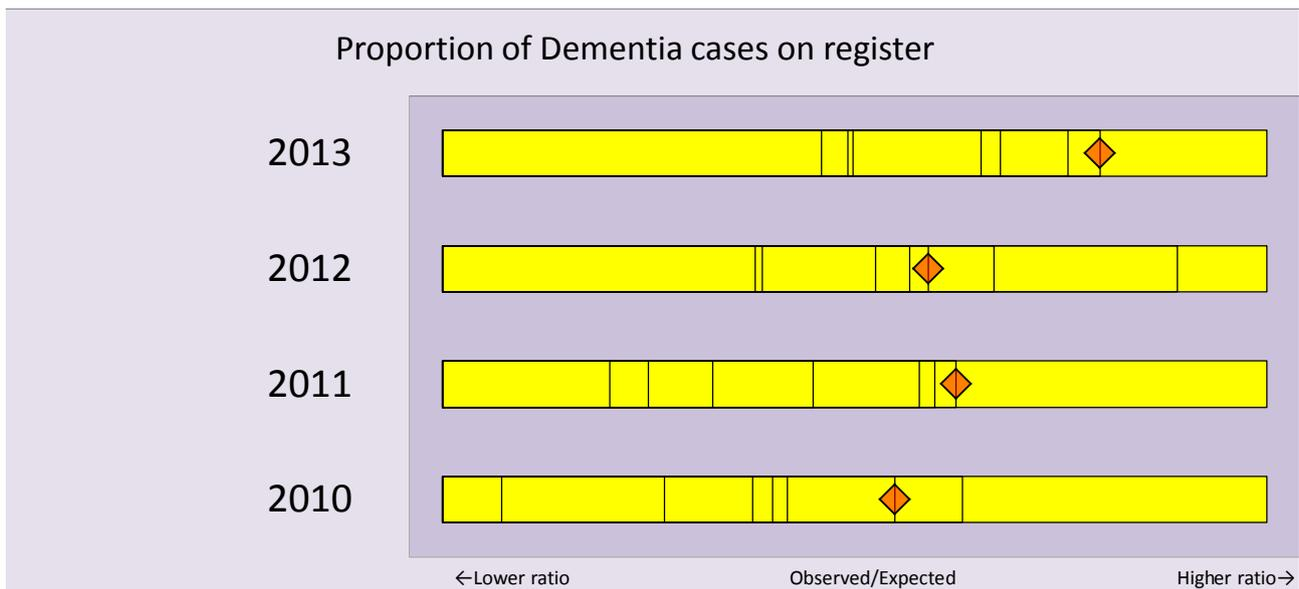 Proportion of Dementia cases on register
2013
2012
2011
2010
←Lower ratio Observed/Expected Higher ratio→